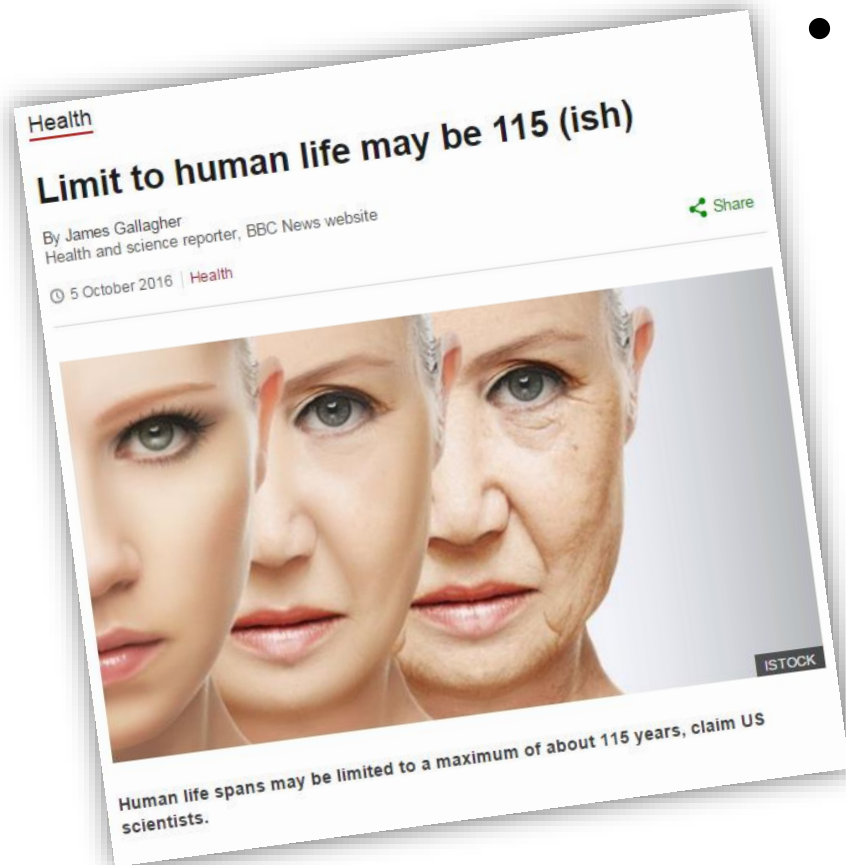 Health
Limit to human life may be 115 (ish)
By James Gallagher
Health and science reporter, BBC News website
Share
5 October 2016
Health
ISTOCK
Human life spans may be limited to a maximum of about 115 years, claim US
scientists.